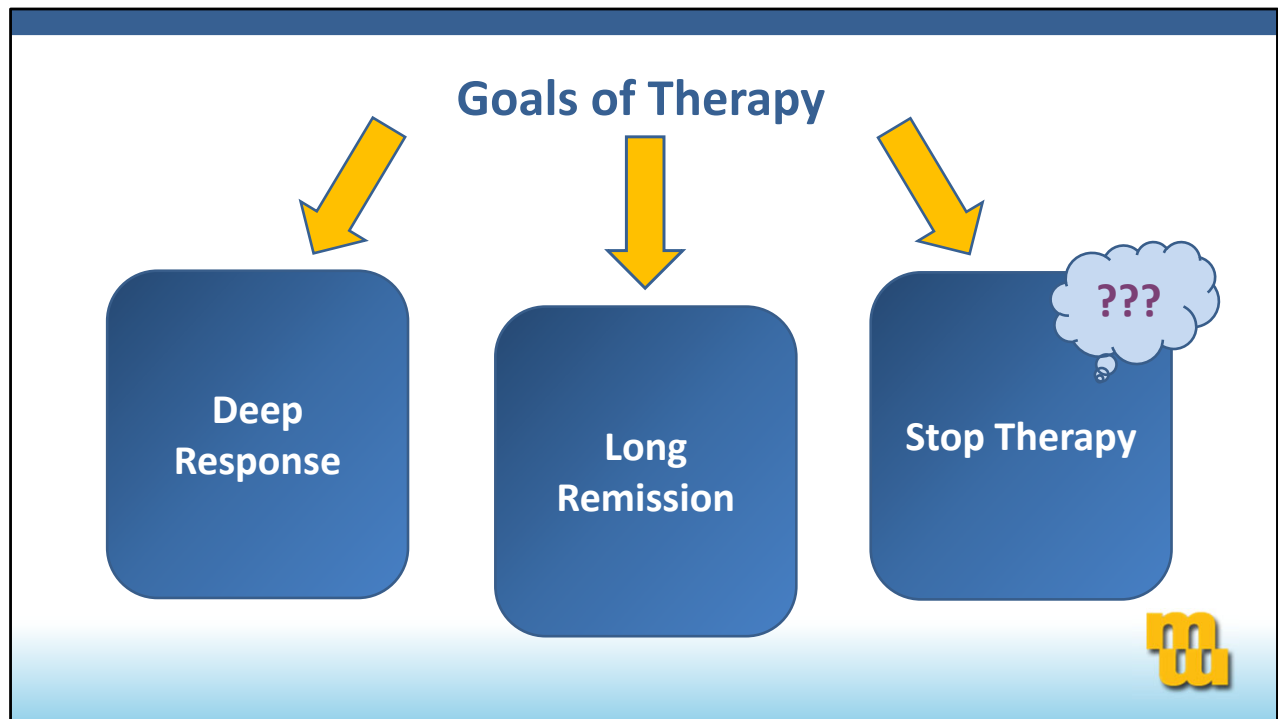 Goals of Therapy
Deep
Response
Long
Remission
Stop Therapy
???